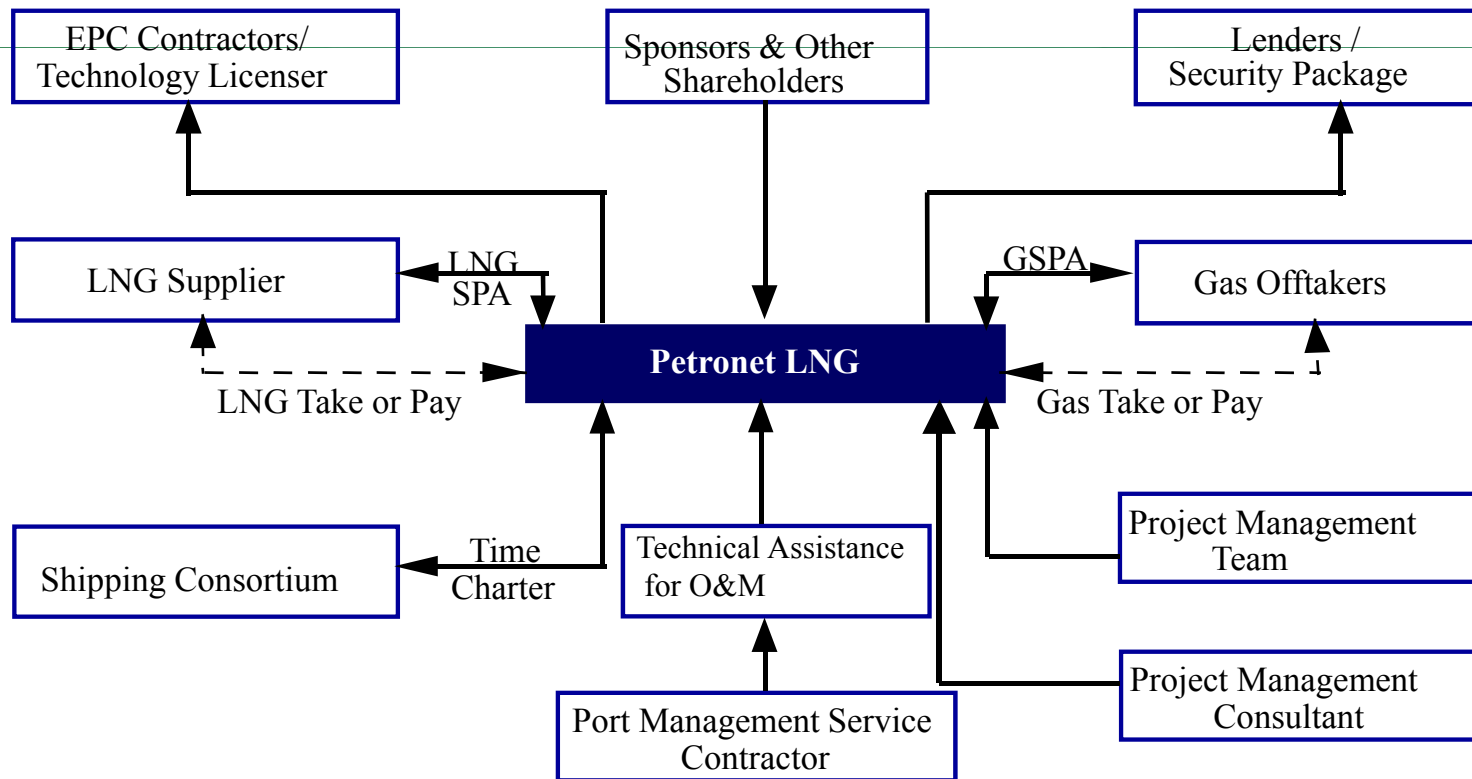 EPC Contractors/
Technology Licenser
Sponsors & Other
Shareholders
Lenders /
Security Package
LNG Supplier
LNG
SPA
GSPA
Gas Offtakers
Petronet LNG
LNG Take or Pay
Gas Take or Pay
Shipping Consortium
Time
Charter
Technical Assistance
for O&M
Project Management
Team
Port Management Service
Contractor
Project Management
Consultant